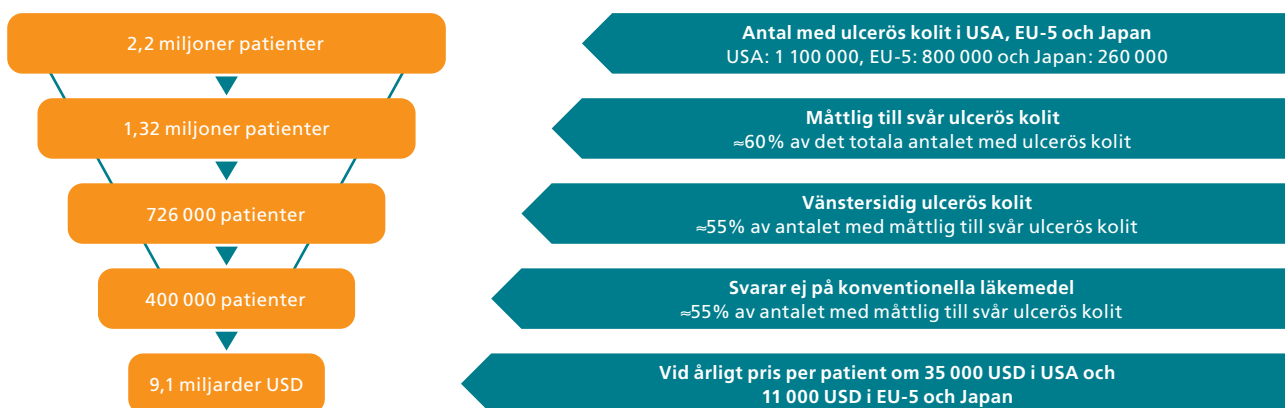 2,2 miljoner patienter
Antal med ulcerös kolit i USA, EU-5 och Japan
USA: 1 100 000, EU-5: 800 000 och Japan: 260 000
1,32 miljoner patienter
Måttlig till svår ulcerös kolit
≈60% av det totala antalet med ulcerös kolit
726 000 patienter
Vänstersidig ulcerös kolit
≈55% av antalet med måttlig till svår ulcerös kolit
400 000 patienter
Svarar ej på konventionella läkemedel
≈55% av antalet med måttlig till svår ulcerös kolit
9,1 miljarder USD
Vid årligt pris per patient om 35 000 USD i USA och
11 000 USD i EU-5 och Japan